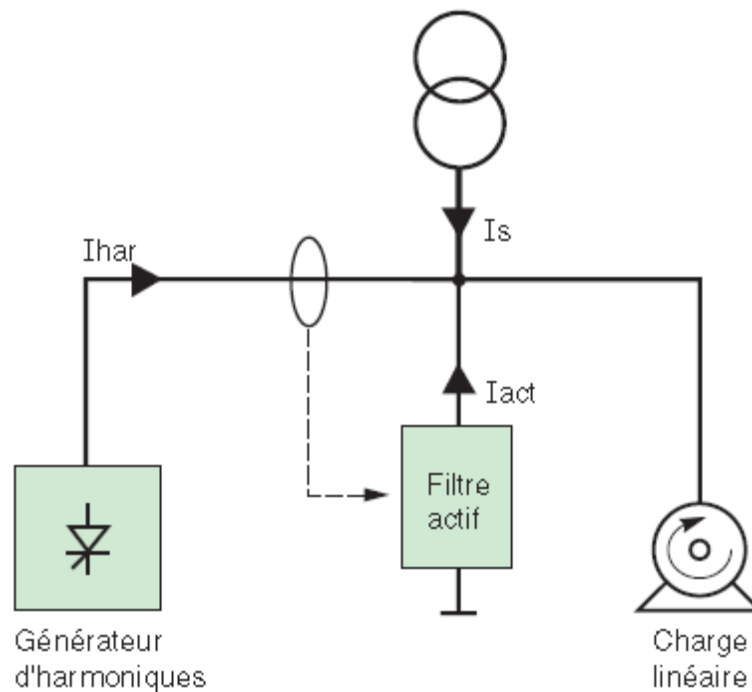 Is
Ihar
Iact
Filtre
actif
Générateur
d'harmoniques
Charge
linéaire